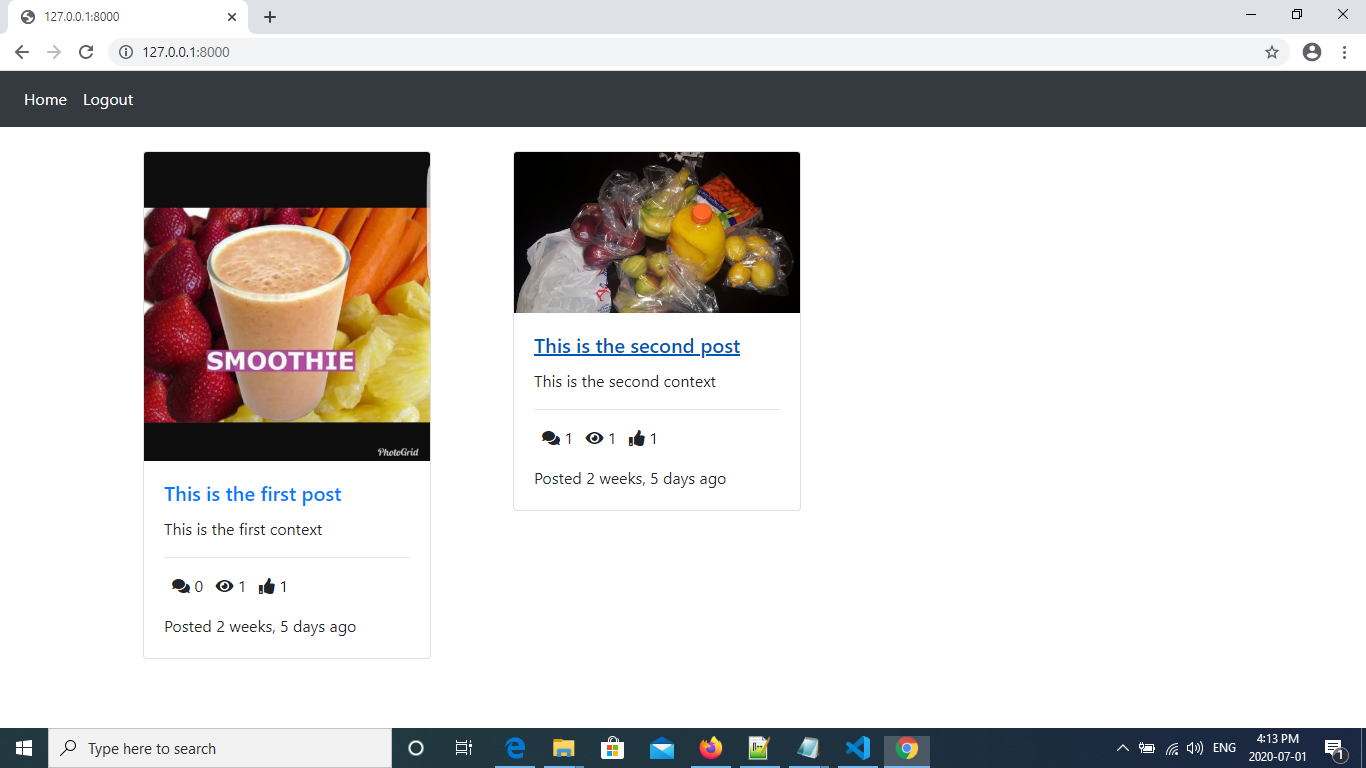 127.0.0.1:8000
127.0.0.1:8000
Home Logout
SMOOTHIE
PhotoGrid
This is the first post
This is the first context
0 1 1
Posted 2 weeks, 5 days ago
This is the second post
This is the second context
1 1 1
Posted 2 weeks, 5 days ago
Type here to search
ENG
4:13 PM
2020-07-01
1